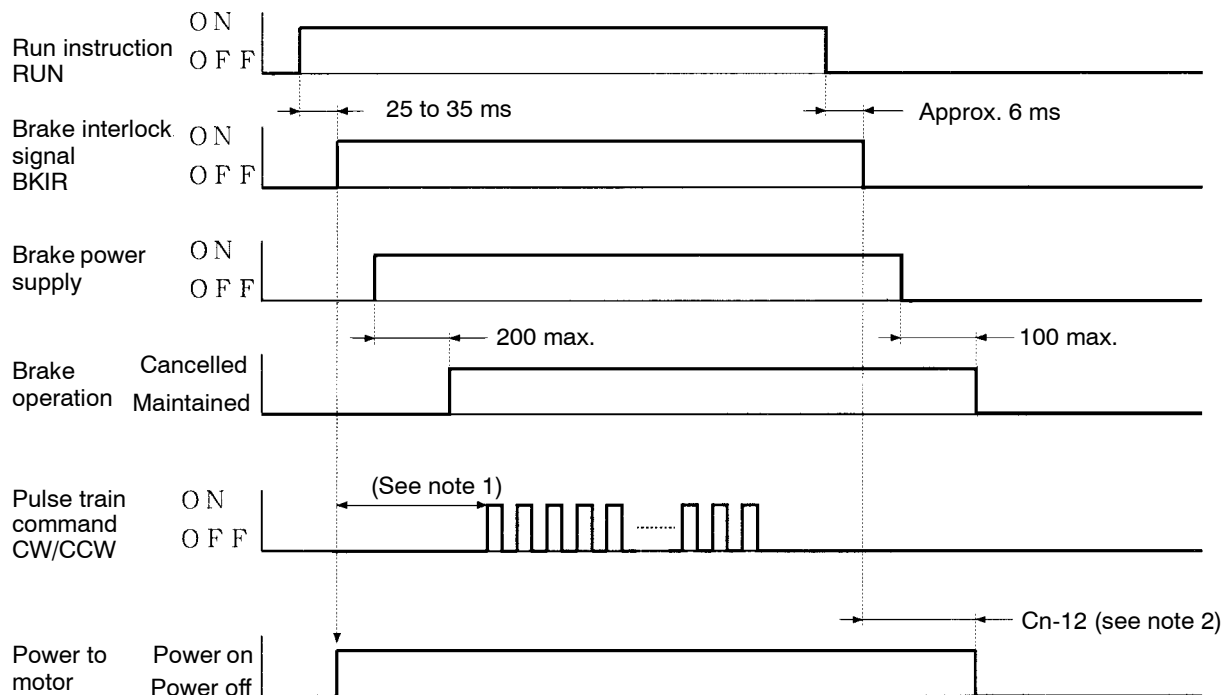 ON
Run instruction
OFF
RUN
25 to 35 ms
Approx. 6 ms
Brake interlock
ON
signal
OFF
BKIR
Brake power
ON
supply
OFF
200 max.
100 max.
Brake
Cancelled
operation
Maintained
(See note 1)
Pulse train
ON
command
OFF
CW/CCW
Cn-12 (see note 2)
Power to
Power on
motor
Power off